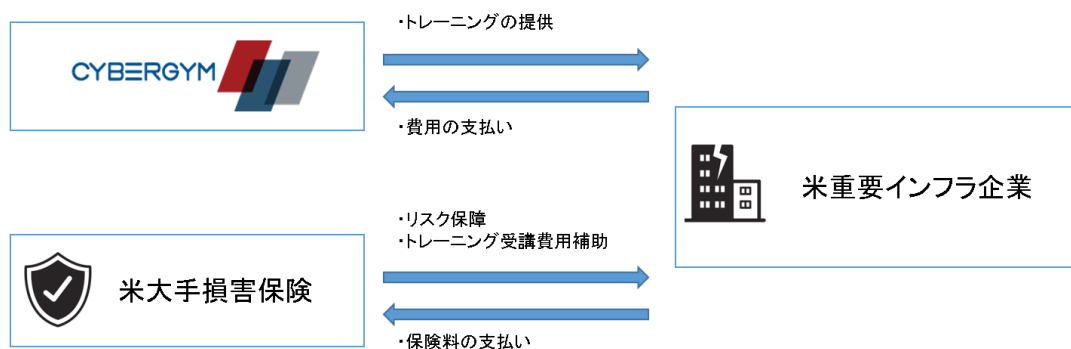 ・トレーニングの提供
CYBERGYM
・費用の支払い
米重要インフラ企業
・リスク保障
・トレーニング受講費用補助
米大手損害保険
・保険料の支払い